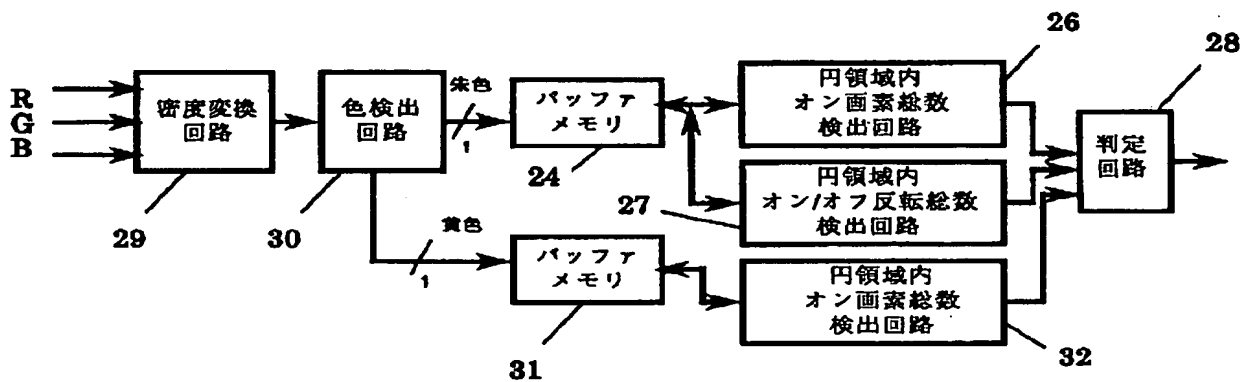 26
28
R
G
B
密度変換
回路
29
色検出
回路
30
朱色
1
バッファ
メモリ
24
円領域内
オン画素総数
検出回路
円領域内
オン/オフ反転総数
検出回路
27
判定
回路
黄色
1
バッファ
メモリ
31
円領域内
オン画素総数
検出回路
32